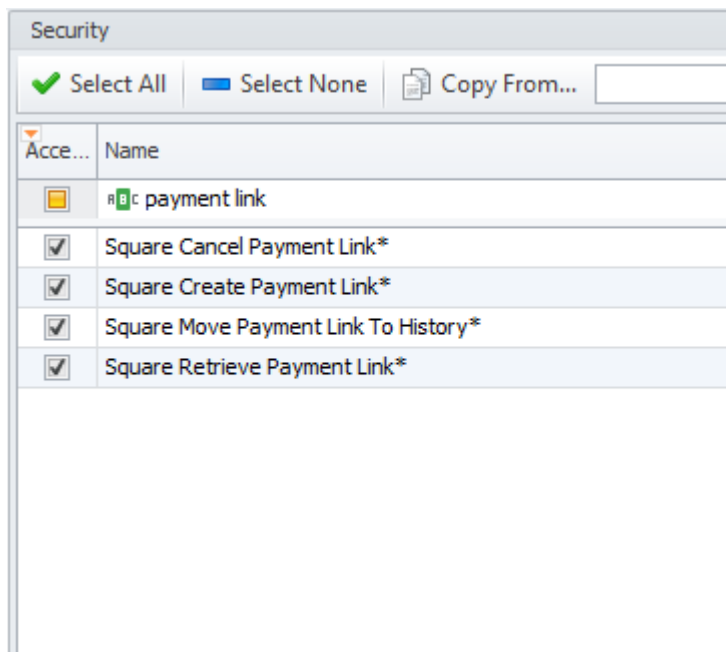 Security
Select All Select None Copy From...
Acce... Name
ABC payment link
Square Cancel Payment Link*
Square Create Payment Link*
Square Move Payment Link To History*
Square Retrieve Payment Link*